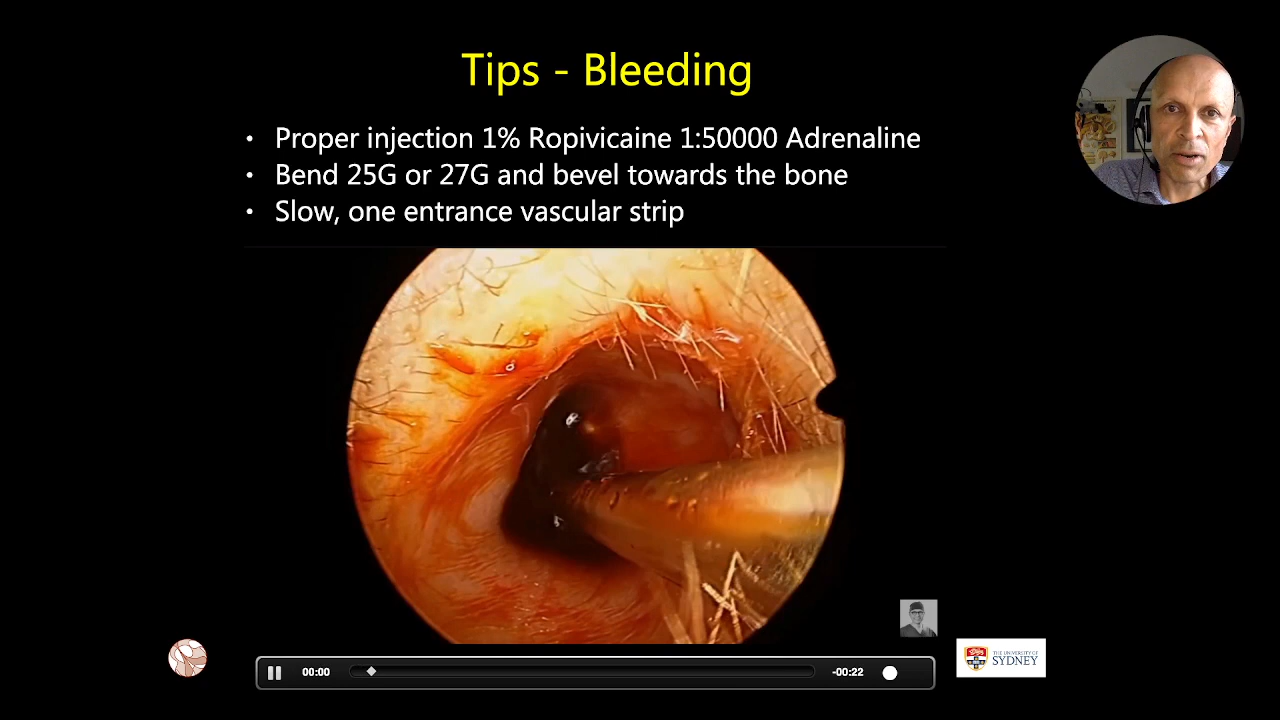 Tips - Bleeding
• Proper injection 1% Ropivicaine 1:50000 Adrenaline
• Bend 25G or 27G and bevel towards the bone
• Slow, one entrance vascular strip
00:00
-00:22
THE UNIVERSITY OF
SYDNEY